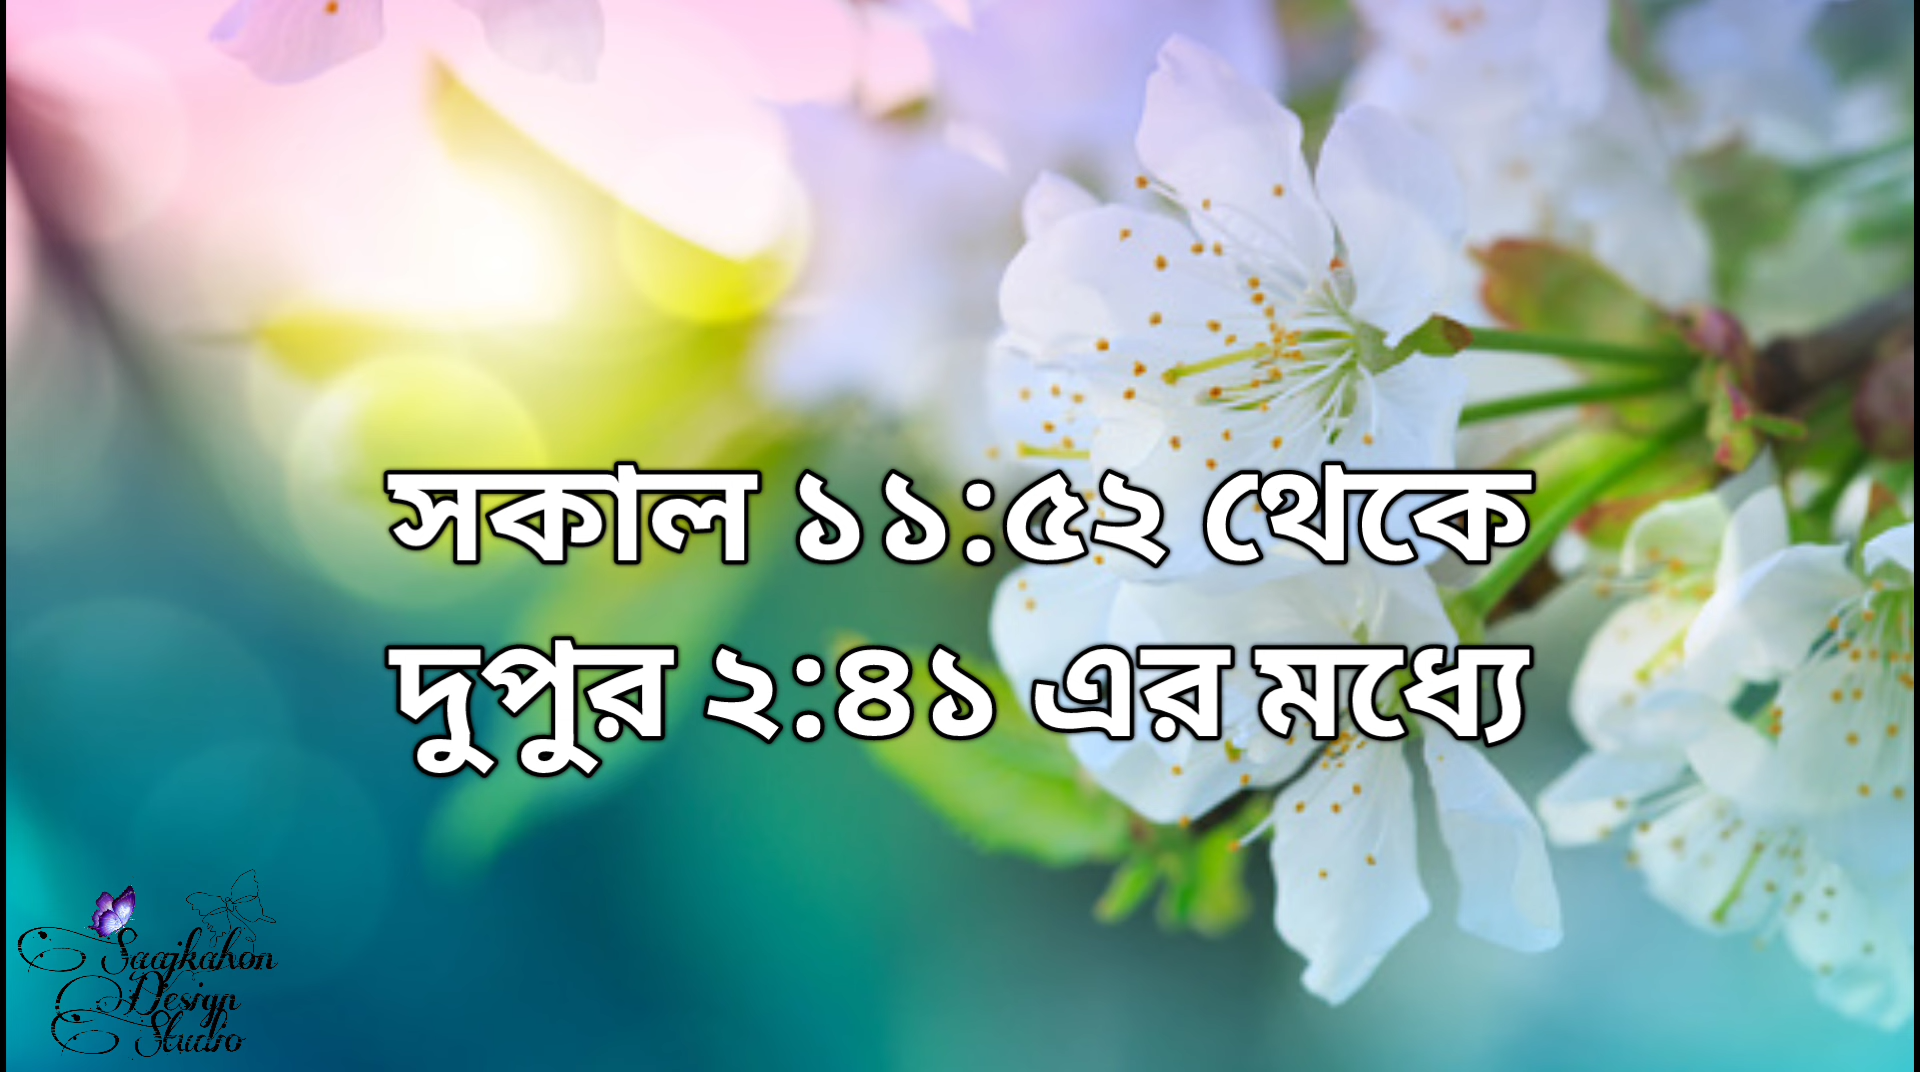 সকাল ১১:৫২ থেকে
দুপুর ২:৪১ এর মধ্যে
Saajkahon
Design
Studio